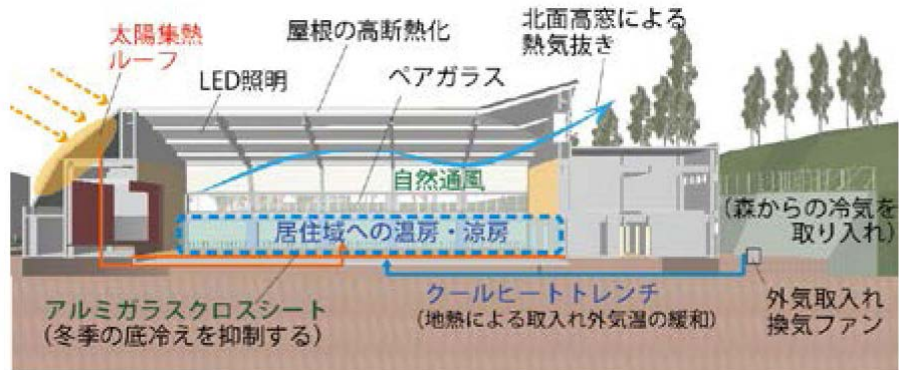 太陽集熱
ルーフ
屋根の高断熱化
北面高窓による
熱気抜き
LED照明
ペアガラス
自然通風
居住域への温房・涼房
(森からの冷気を
取り入れ)
アルミガラスクロスシート
(冬季の底冷えを抑制する)
クールヒートトレンチ
(地熱による取入れ外気温の緩和)
外気取入れ
換気ファン